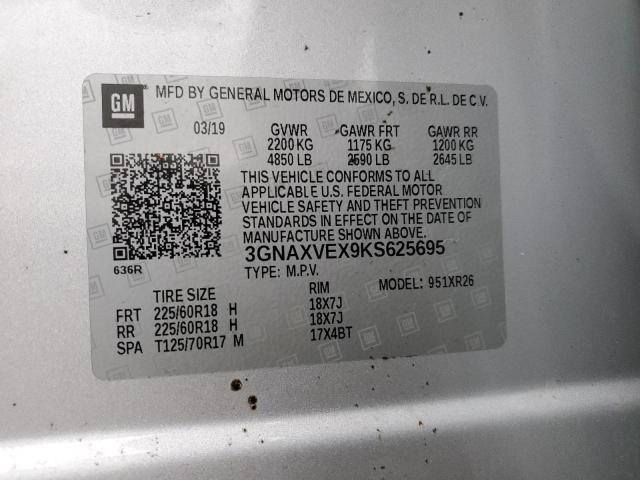 GM MFD BY GENERAL MOTORS DE MEXICO, S. DE R.L. DE C.V.
03/19 GVWR GAWR FRT GAWR RR
2200 KG 1175 KG 1200 KG
4850 LB 2590 LB 2645 LB
THIS VEHICLE CONFORMS TO ALL
APPLICABLE U.S. FEDERAL MOTOR
VEHICLE SAFETY AND THEFT PREVENTION
STANDARDS IN EFFECT ON THE DATE OF
MANUFACTURE SHOWN ABOVE.
3GNAXVEX9KS625695
636R
TYPE: M.P.V. MODEL: 951XR26
TIRE SIZE RIM
FRT 225/60R18 H 18X7J
RR 225/60R18 H 18X7J
SPA T125/70R17 M 17X4BT